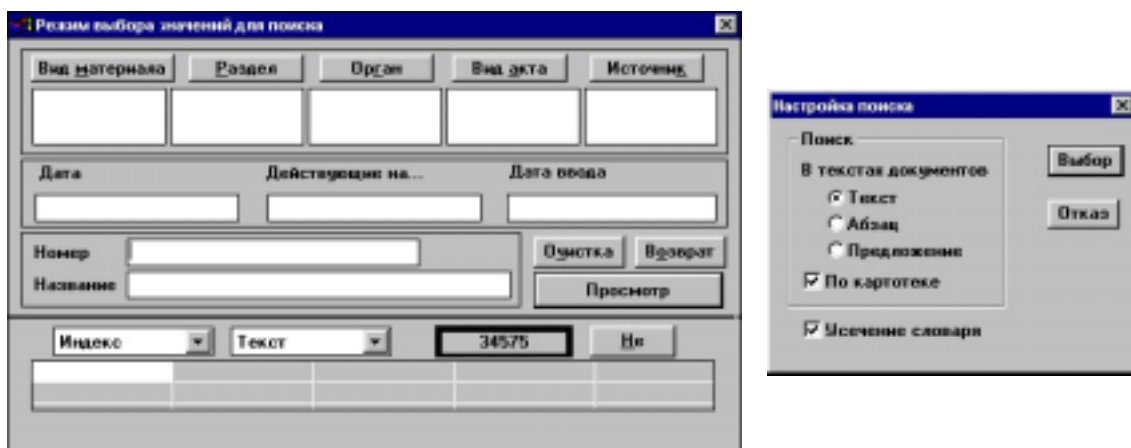 Режим выбора значений для поиска
Вид материала Раздел Орган Вид акта Источник
Дата Действующие на... Дата ввода
Номер Очистка Возврат
Название Просмотр
Индекс Текст 34575 Не
Настройка поиска
Поиск
В текстах документов
Текст
Абзац
Предложение
По картотеке
Усечение словаря
Выбор
Отказ